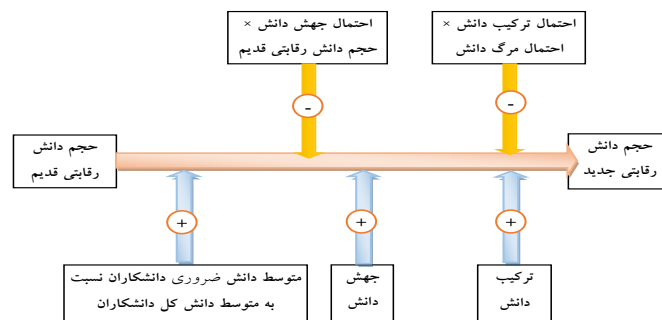 احتمال ترکیب دانش ×
احتمال مرگ دانش
احتمال جهش دانش ×
حجم دانش رقابتی قدیم
-
-
حجم دانش
رقابتی جدید
حجم دانش
رقابتی قدیم
+
+
+
ترکیب
دانش
جهش
دانش
متوسط دانش ضروری دانشکاران نسبت
به متوسط دانش کل دانشکاران